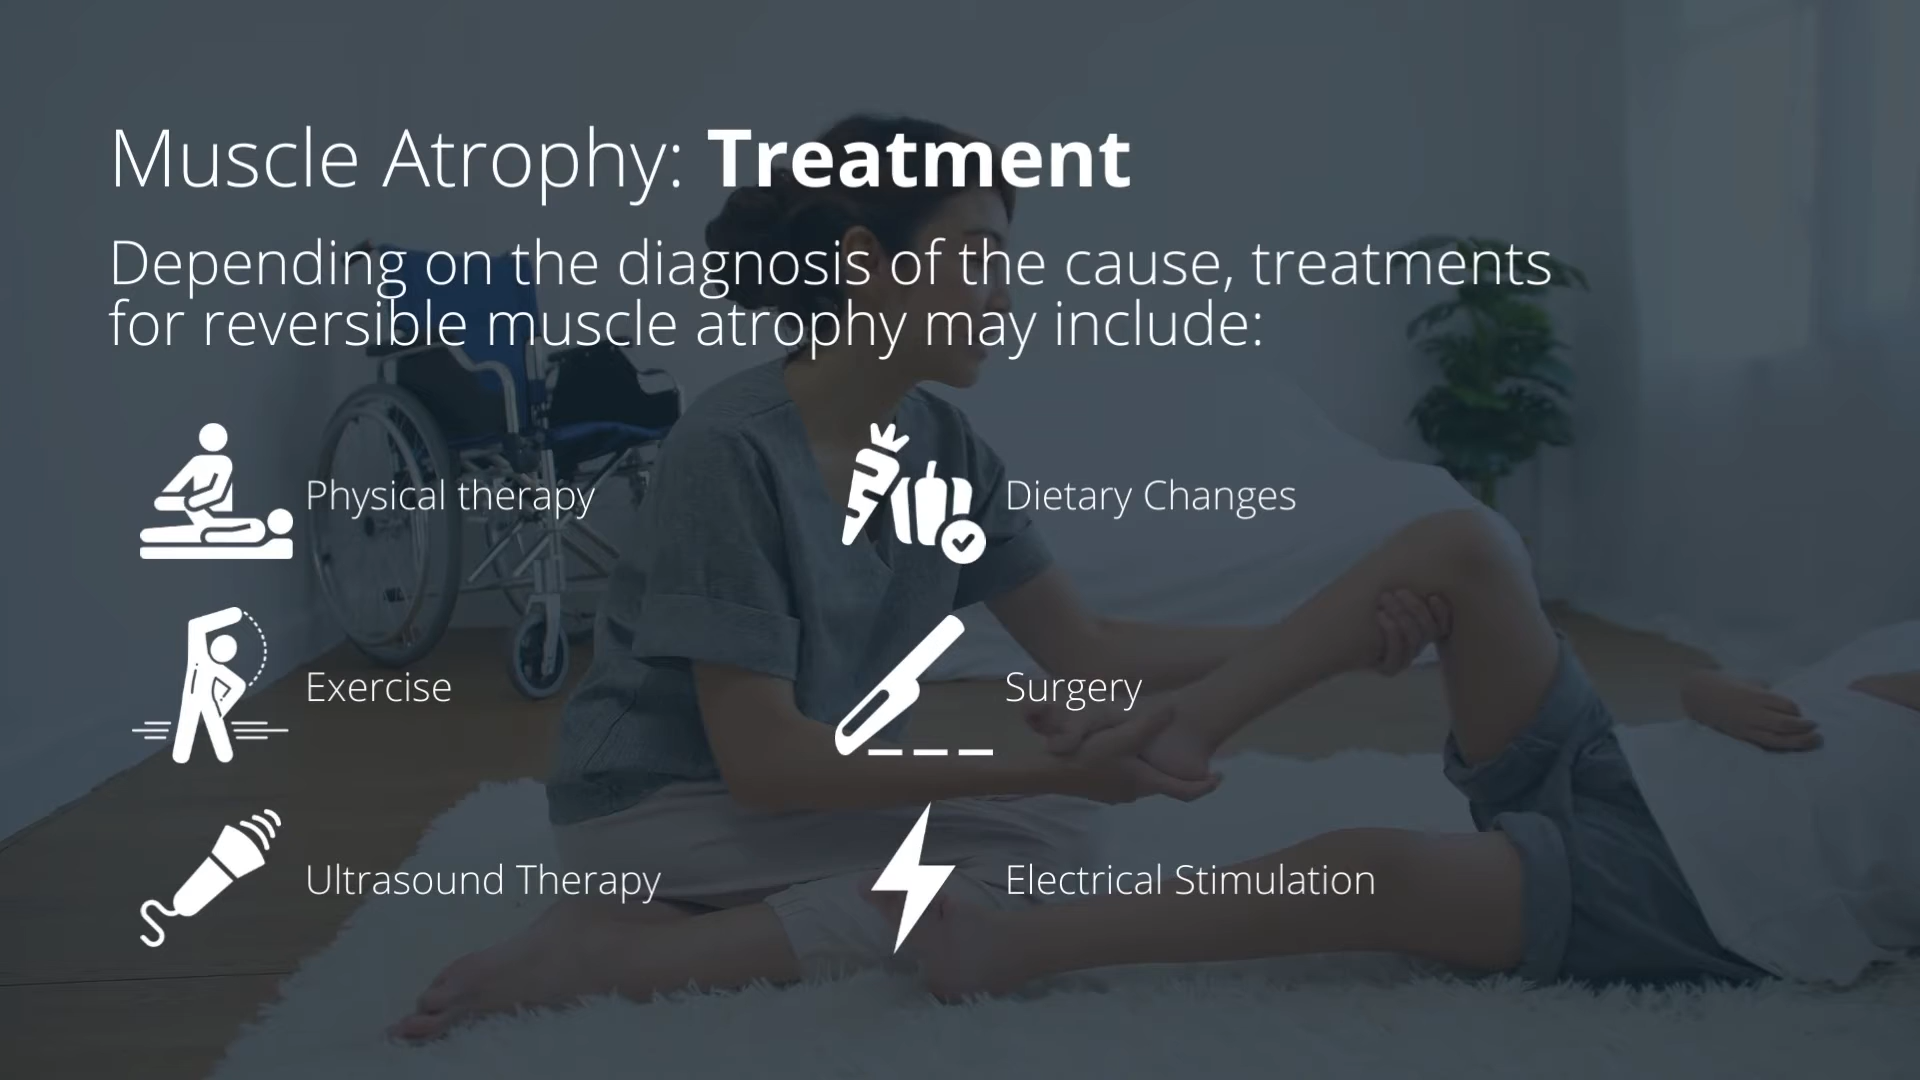 Muscle Atrophy: Treatment
Depending on the diagnosis of the cause, treatments
for reversible muscle atrophy may include:
Physical therapy
Dietary Changes
Exercise
Surgery
Ultrasound Therapy
Electrical Stimulation